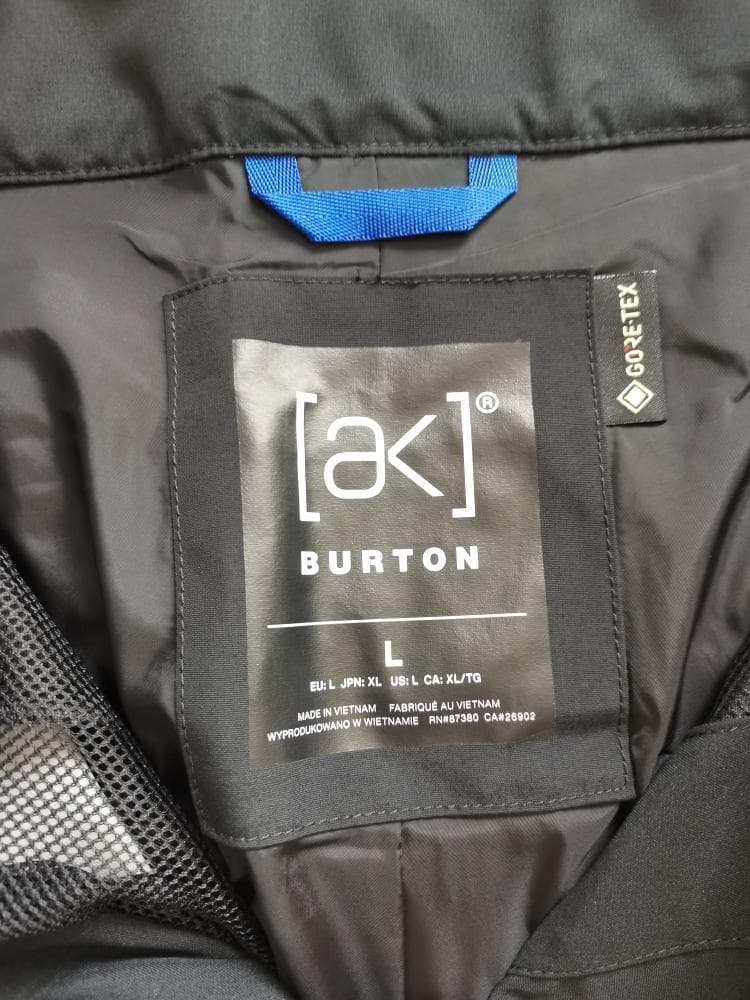 [ak]®
BURTON
L
EU: L JPN: XL US: L CA: XL/TG
MADE IN VIETNAM FABRIQUÉ AU VIETNAM
WYPRODUKOWANO W WIETNAMIE RN#87380 CA#26902
GORE-TEX